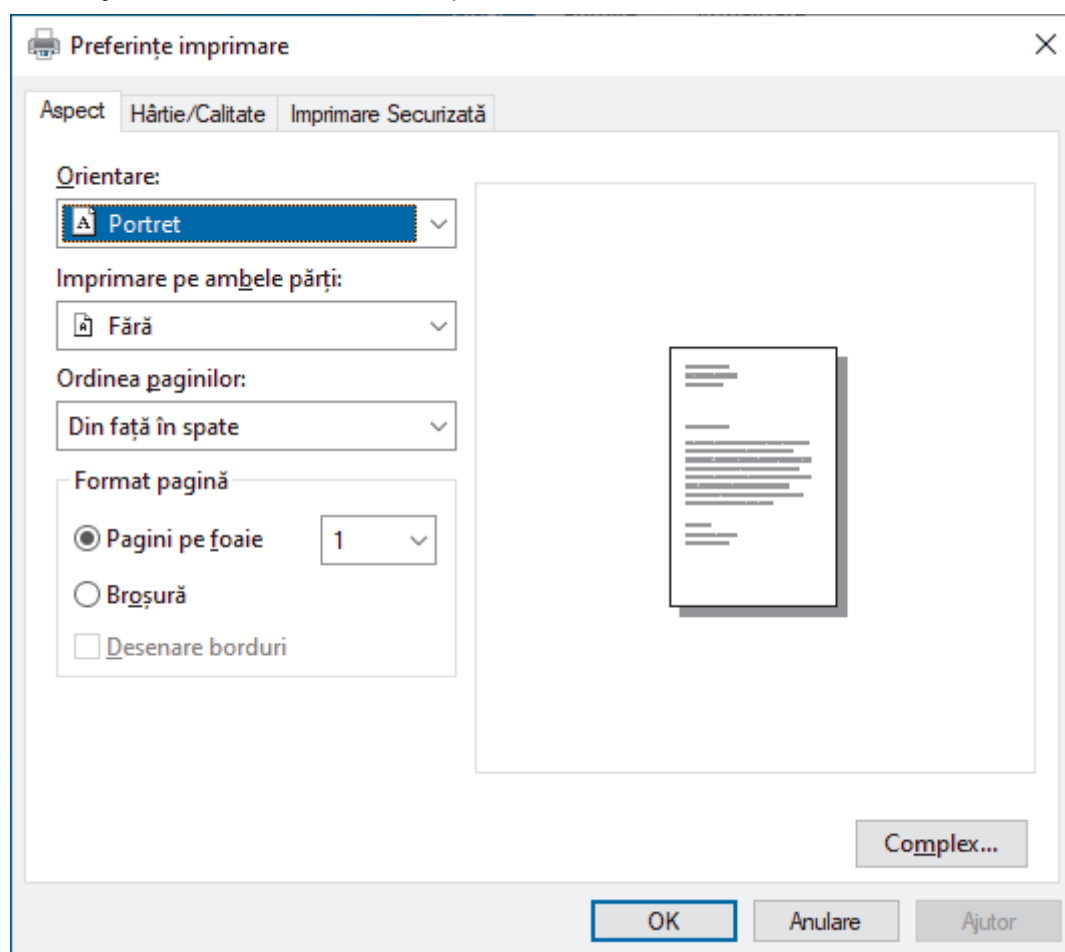 Preferințe imprimare
Aspect Hârtie/Calitate Imprimare Securizată
Orientare:
Portret
Imprimare pe ambele părți:
Fără
Ordinea paginilor:
Din față în spate
Format pagină
Pagini pe foaie 1
Broșură
Desenare borduri
Complex...
OK Anulare Ajutor